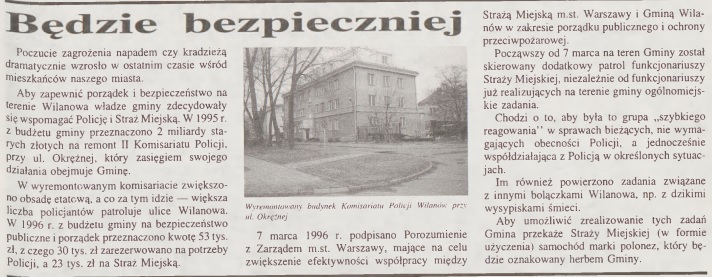 Będzie bezpieczniej
Poczucie zagrożenia napadem czy kradzieżą
dramatycznie wzrosło w ostatnim czasie wśród
mieszkańców naszego miasta.
Aby zapewnić porządek i bezpieczeństwo na
terenie Wilanowa władze gminy zdecydowały
się wspomagać Policję i Straż Miejską. W 1995 r.
z budżetu gminy przeznaczono 2 miliardy sta-
rych złotych na remont II Komisariatu Policji,
przy ul. Okrężnej, który zasięgiem swojego
działania obejmuje Gminę.
W wyremontowanym komisariacie zwiększo-
no obsadę etatową, a co za tym idzie — większa
liczba policjantów patroluje ulice Wilanowa.
W 1996 r. z budżetu gminy na bezpieczeństwo
publiczne i porządek przeznaczono kwotę 53 tys.
zł, z czego 30 tys. zł zarezerwowano na potrzeby
Policji, a 23 tys. zł na Straż Miejską.
Wyremontowany budynek Komisariatu Policji Wilanów przy
ul. Okrężnej
7 marca 1996 r. podpisano Porozumienie
z Zarządem m.st. Warszawy, mające na celu
zwiększenie efektywności współpracy między
Strażą Miejską m.st. Warszawy i Gminą Wila-
nów w zakresie porządku publicznego i ochrony
przeciwpożarowej.
Począwszy od 7 marca na teren Gminy został
skierowany dodatkowy patrol funkcjonariuszy
Straży Miejskiej, niezależnie od funkcjonariuszy
już realizujących na terenie gminy ogólnomiejs-
kie zadania.
Chodzi o to, aby była to grupa „szybkiego
reagowania” w sprawach bieżących, nie wyma-
gających obecności Policji, a jednocześnie
współdziałająca z Policją w określonych sytuac-
jach.
Im również powierzono zadania związane
z innymi bolączkami Wilanowa, np. z dzikimi
wysypiskami śmieci.
Aby umożliwić zrealizowanie tych zadań
Gmina przekaże Straży Miejskiej (w formie
użyczenia) samochód marki polonez, który bę-
dzie oznakowany herbem Gminy.